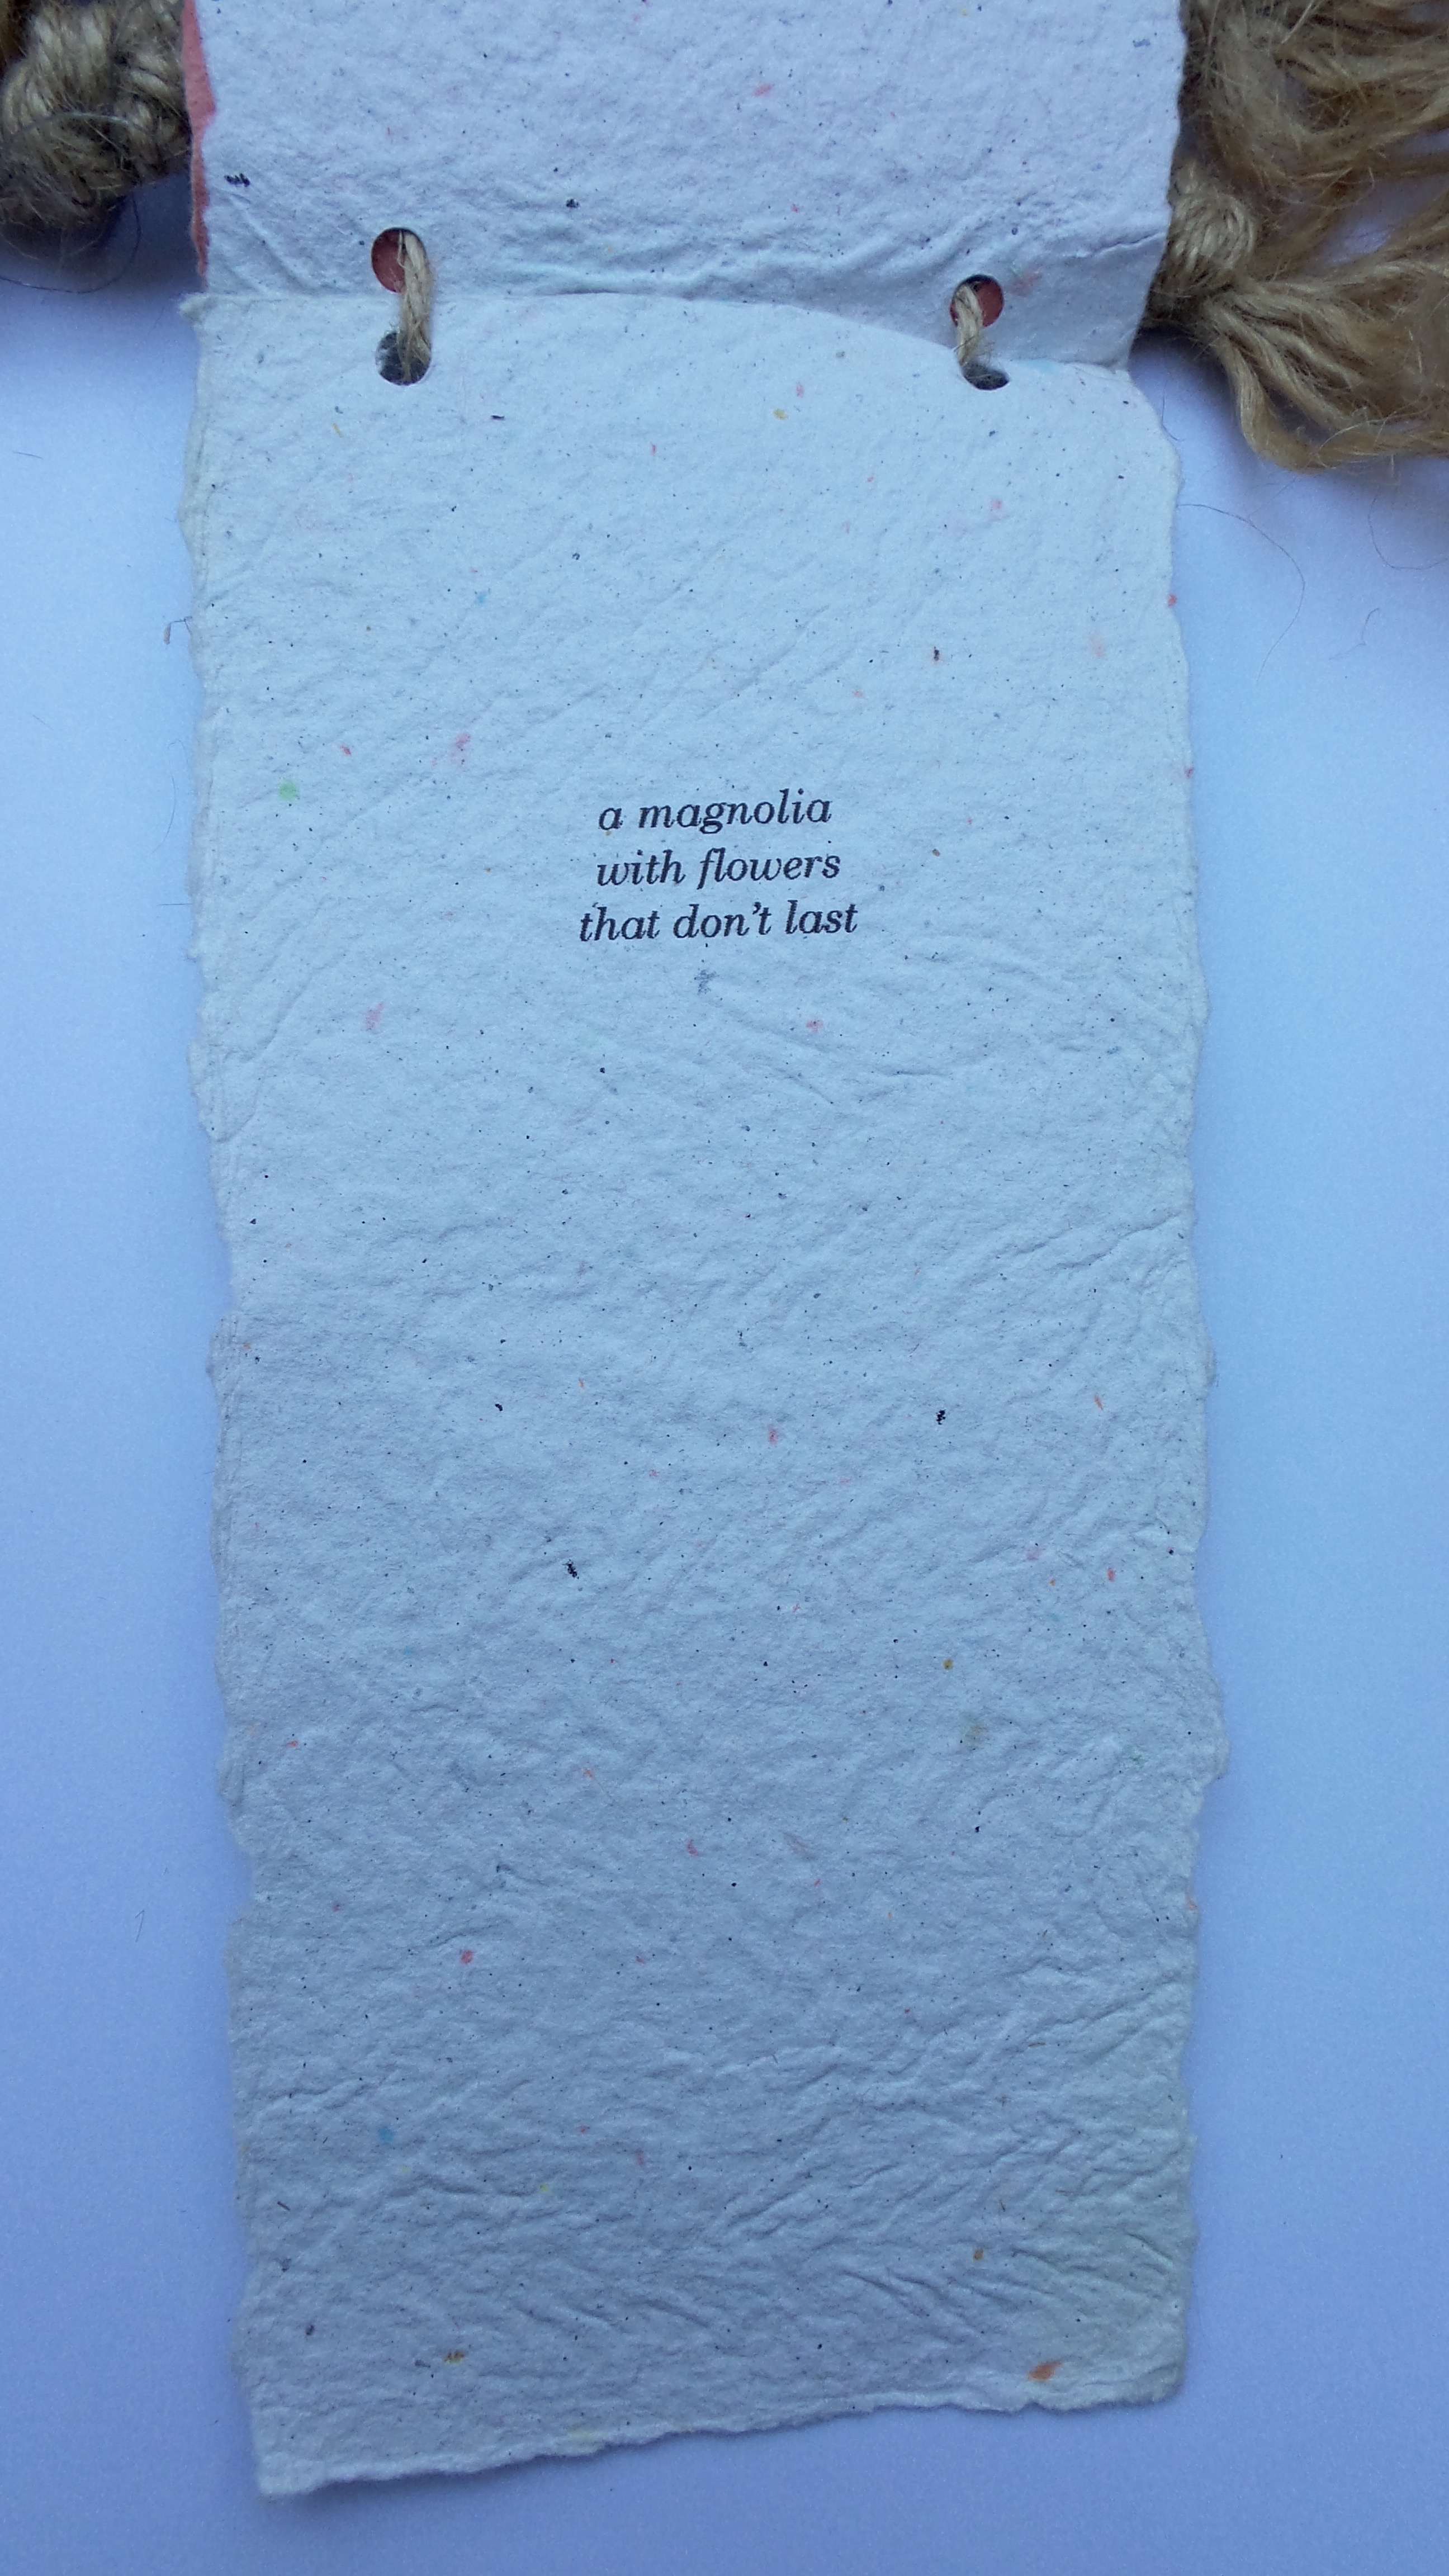 a magnolia
with flowers
that don't last